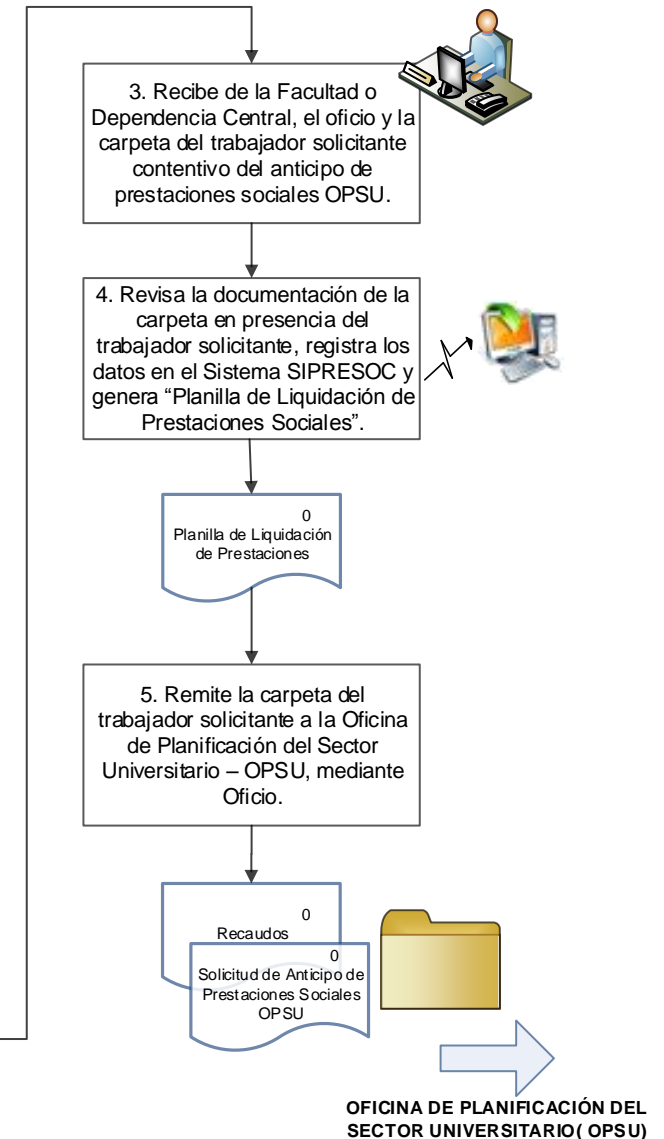 3. Recibe de la Facultad o
Dependencia Central, el oficio y la
carpeta del trabajador solicitante
contentivo del anticipo de
prestaciones sociales OPSU.
4. Revisa la documentación de la
carpeta en presencia del
trabajador solicitante, registra los
datos en el Sistema SIPRESOC y
genera “Planilla de Liquidación de
Prestaciones Sociales”.
0
Planilla de Liquidación
de Prestaciones
5. Remite la carpeta del
trabajador solicitante a la Oficina
de Planificación del Sector
Universitario – OPSU, mediante
Oficio.
0
Recaudos
0
Solicitud de Anticipo de
Prestaciones Sociales
OPSU
OFICINA DE PLANIFICACIÓN DEL
SECTOR UNIVERSITARIO( OPSU)